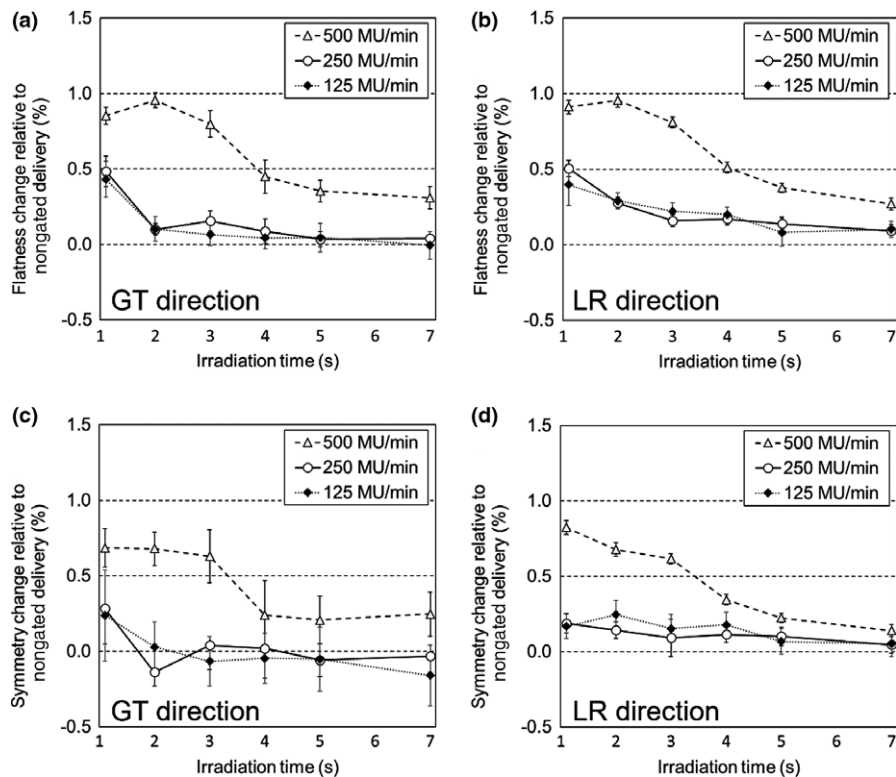 (a)
1.5
1.0
0.5
0.0
-0.5
500 MU/min
250 MU/min
125 MU/min
Flatness change relative to
nongated delivery (%)
GT direction
1 2 3 4 5 6 7
Irradiation time (s)
(b)
1.5
1.0
0.5
0.0
-0.5
500 MU/min
250 MU/min
125 MU/min
Flatness change relative to
nongated delivery (%)
LR direction
1 2 3 4 5 6 7
Irradiation time (s)
(c)
1.5
1.0
0.5
0.0
-0.5
500 MU/min
250 MU/min
125 MU/min
Symmetry change relative to
nongated delivery (%)
GT direction
1 2 3 4 5 6 7
Irradiation time (s)
(d)
1.5
1.0
0.5
0.0
-0.5
500 MU/min
250 MU/min
125 MU/min
Symmetry change relative to
nongated delivery (%)
LR direction
1 2 3 4 5 6 7
Irradiation time (s)